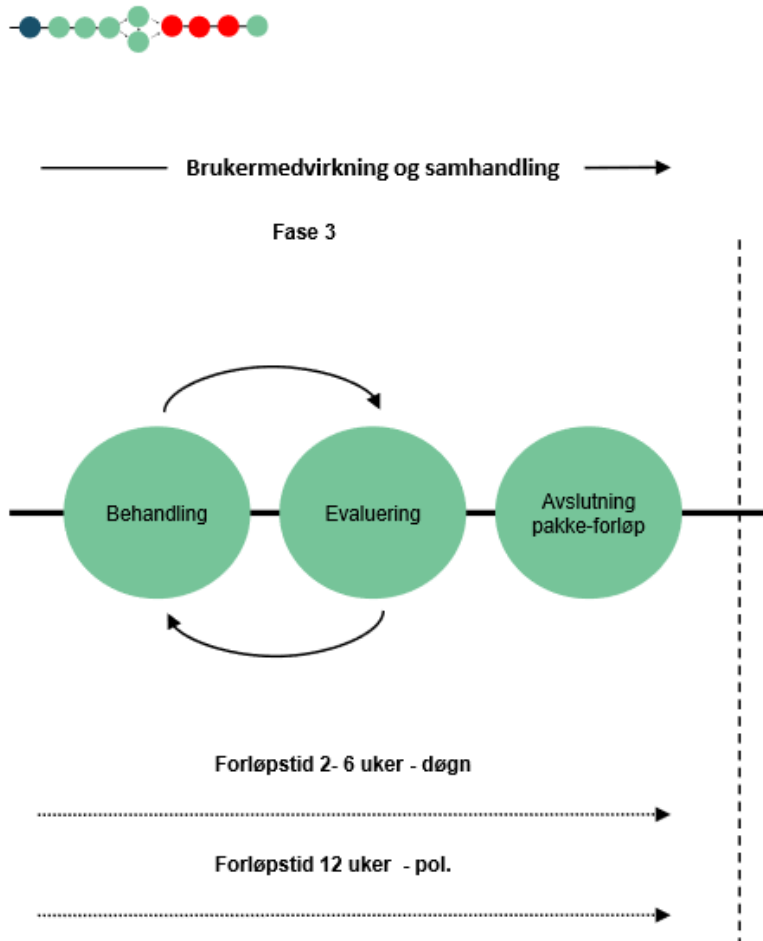 Brukermedvirkning og samhandling
Fase 3
Behandling
Evaluering
Avslutning
pakke-forløp
Forløpstid 2- 6 uker - døgn
Forløpstid 12 uker - pol.